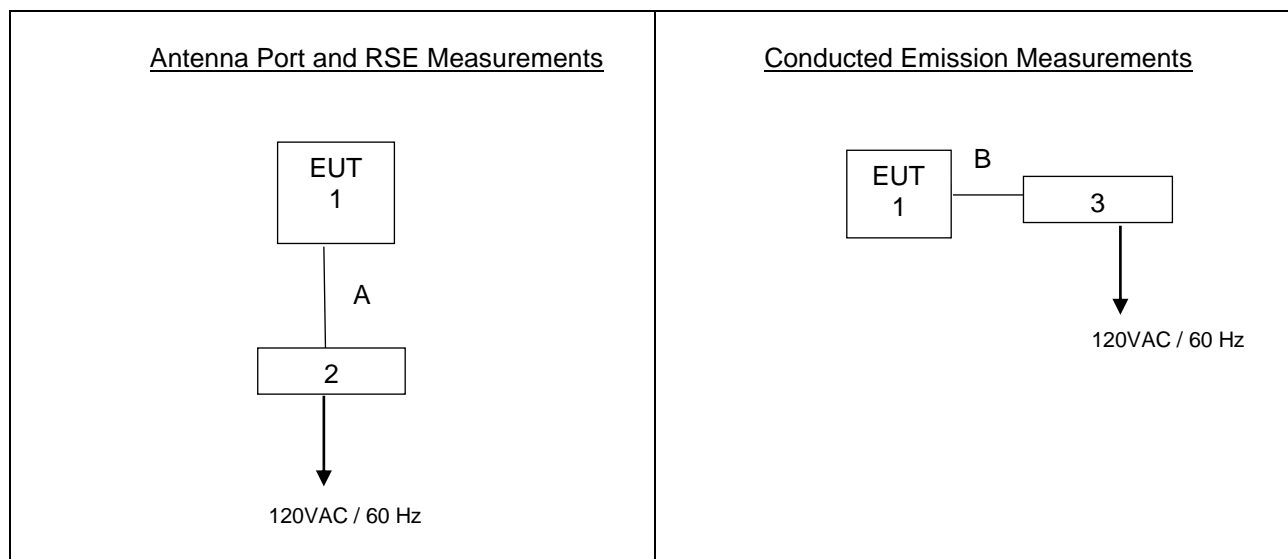 Antenna Port and RSE Measurements
EUT
1
A
2
120VAC / 60 Hz
Conducted Emission Measurements
EUT
1
B
3
120VAC / 60 Hz